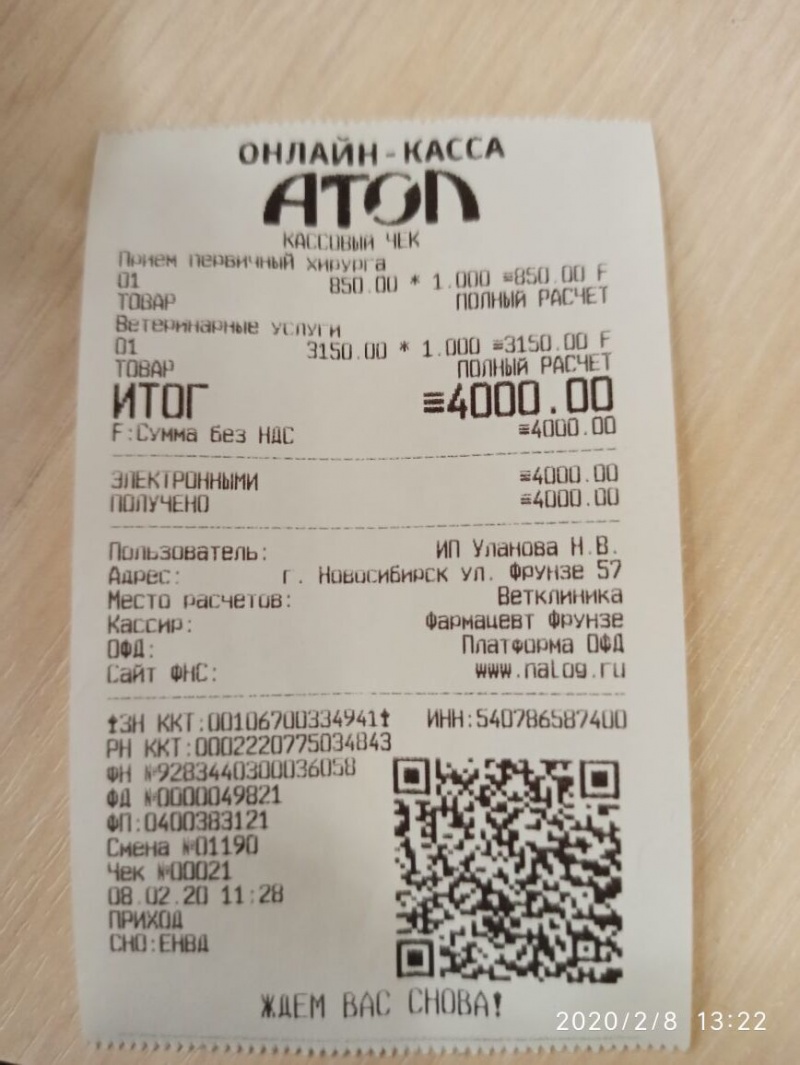 ОНЛАЙН-КАССА
АТОЛ
КАССОВЫЙ ЧЕК
Прием первичный хирурга
01 850.00 * 1.000 ≡850.00 F
ТОВАР ПОЛНЫЙ РАСЧЕТ
Ветеринарные услуги
01 3150.00 * 1.000 ≡3150.00 F
ТОВАР ПОЛНЫЙ РАСЧЕТ
ИТОГ ≡4000.00
F:Сумма без НДС ≡4000.00
ЭЛЕКТРОННЫМИ ≡4000.00
ПОЛУЧЕНО ≡4000.00
Пользователь: ИП Уланова Н.В.
Адрес: г. Новосибирск ул. Фрунзе 57
Место расчетов: Ветклиника
Кассир: Фармацевт Фрунзе
ОФД: Платформа ОФД
Сайт ФНС: www.nalog.ru
ЗН ККТ:00106700334941 ИНН:540786587400
РН ККТ:0002220775034843
ФН №9283440300036058
ФД №0000049821
ФП:0400383121
Смена №01190
Чек №00021
08.02.20 11:28
ПРИХОД
СНО:ЕНВД
ЖДЕМ ВАС СНОВА!
2020/2/8 13:22